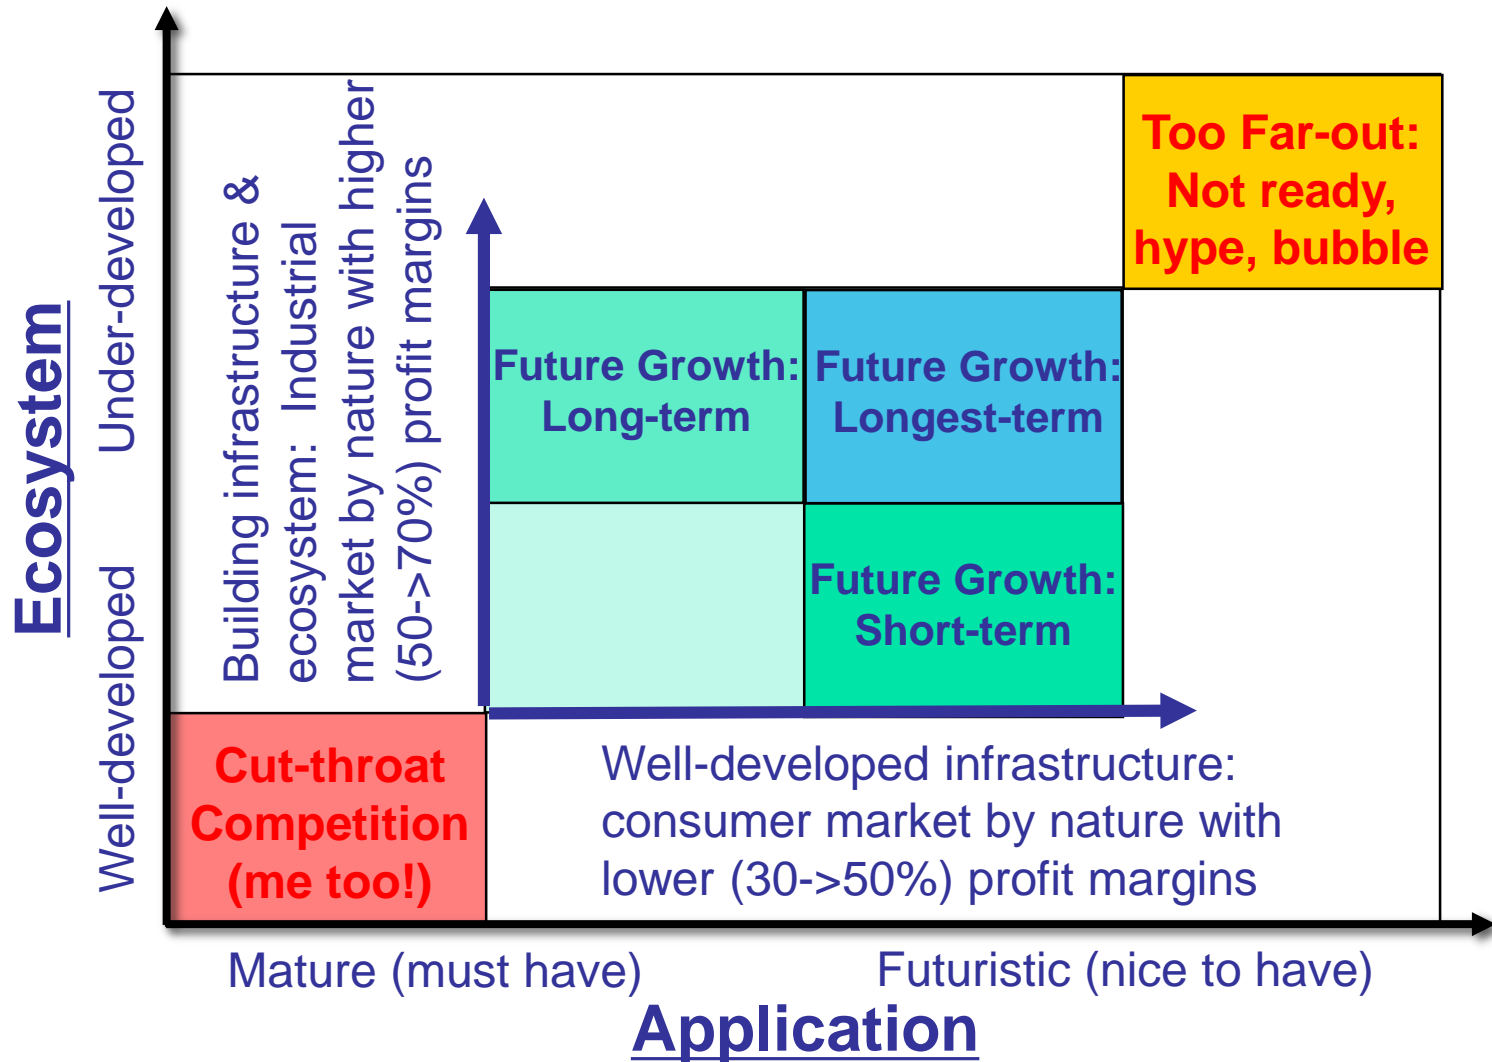 Ecosystem
Under-developed
Well-developed
Building infrastructure &
ecosystem: Industrial
market by nature with higher
(50->70%) profit margins
Too Far-out:
Not ready,
hype, bubble
Future Growth:
Long-term
Future Growth:
Longest-term
Future Growth:
Short-term
Cut-throat
Competition
(me too!)
Well-developed infrastructure:
consumer market by nature with
lower (30->50%) profit margins
Mature (must have)
Futuristic (nice to have)
Application